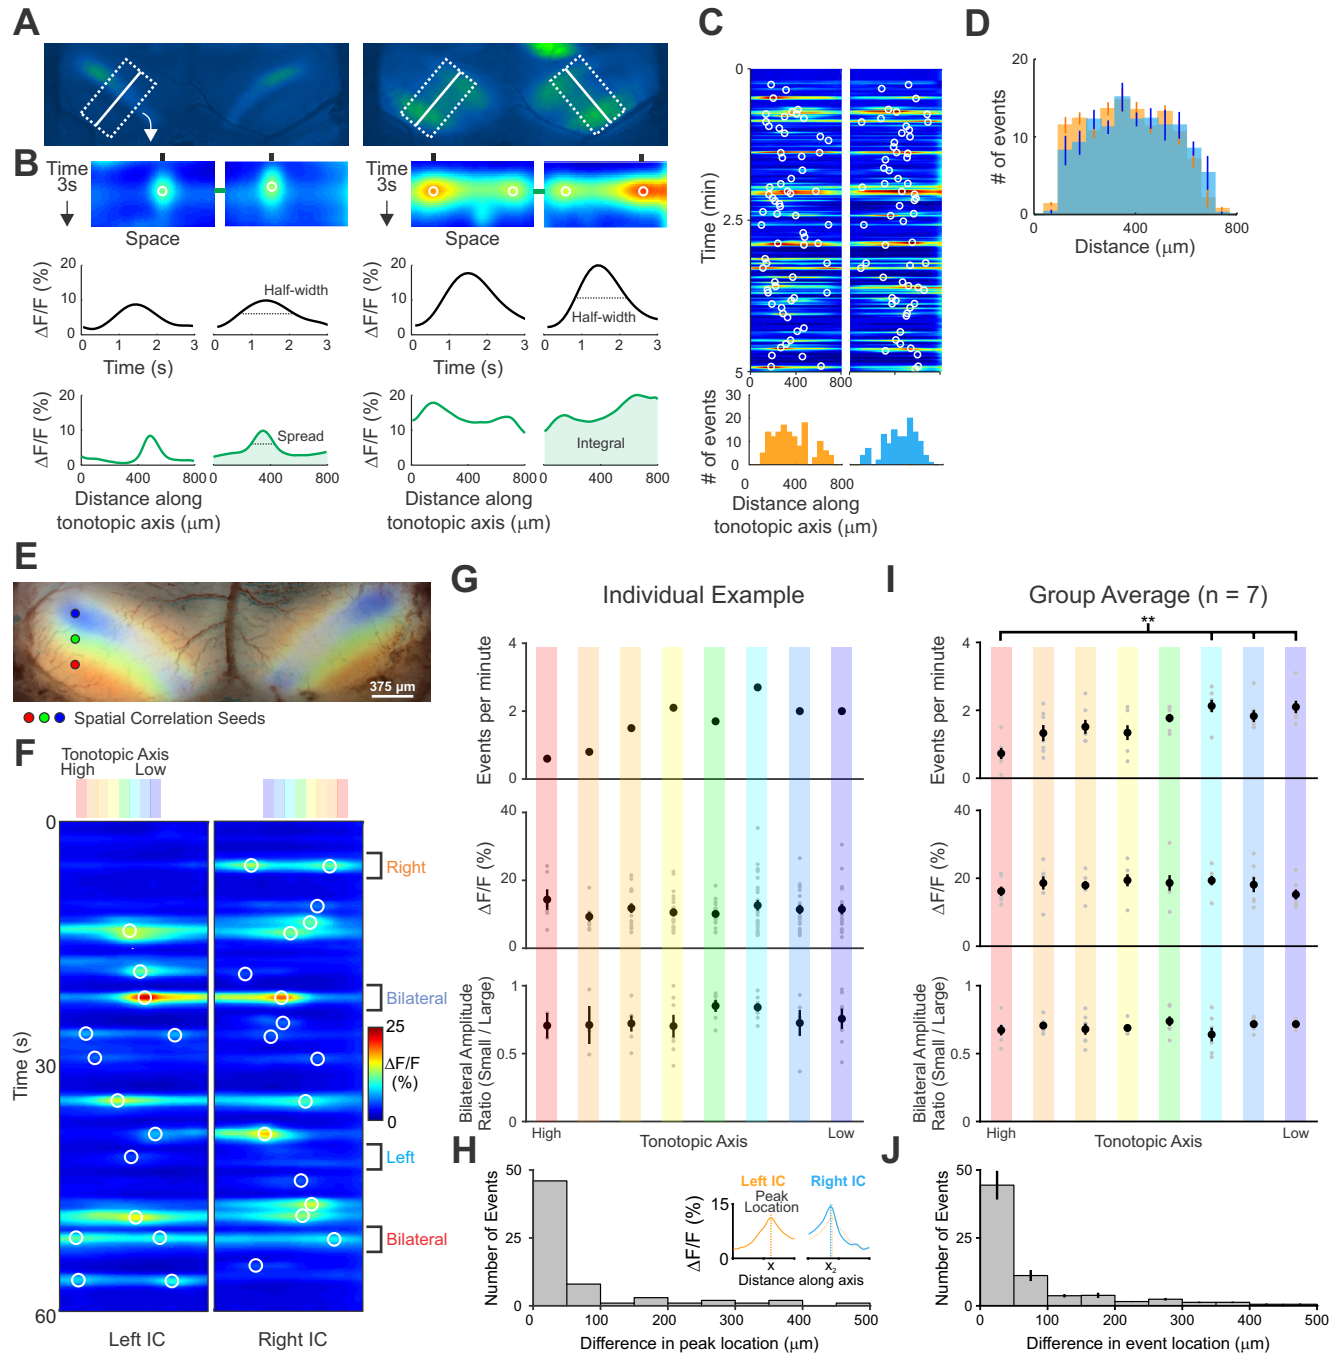 A
B
Time
3s
Space
Time
3s
Space
ΔF/F (%)
20
10
0
0 1 2 3
Half-width
0 1 2 3
Time (s)
ΔF/F (%)
20
10
0
0 1 2 3
Half-width
0 1 2 3
Time (s)
ΔF/F (%)
20
10
0
0 400 800
Spread
0 400 800
Distance along
tonotopic axis (μm)
ΔF/F (%)
20
10
0
0 400 800
Integral
0 400 800
Distance along
tonotopic axis (μm)
C
Time (min)
0
2.5
5
0 400 800
0 400 800
# of events
30
20
10
0
0 400 800
0 400 800
Distance along
tonotopic axis (μm)
D
# of events
20
10
0
0 400 800
Distance (μm)
E
375 μm
Spatial Correlation Seeds
F
Tonotopic Axis
High Low
Time (s)
0
30
60
Right
Bilateral
25
ΔF/F
(%)
0
Left
Bilateral
Left IC Right IC
G
Individual Example
Events per minute
4
2
0
ΔF/F (%)
40
20
0
Bilateral Amplitude
Ratio (Small / Large)
1
0.5
0
High Tonotopic Axis Low
H
Number of Events
50
25
0
0 100 200 300 400 500
Difference in peak location (μm)
Left IC Right IC
Peak
Location
ΔF/F (%)
15
0
x x2
Distance along axis
I
Group Average (n = 7)
**
Events per minute
4
2
0
ΔF/F (%)
40
20
0
Bilateral Amplitude
Ratio (Small / Large)
1
0.5
0
High Tonotopic Axis Low
J
Number of Events
50
25
0
0 100 200 300 400 500
Difference in event location (μm)